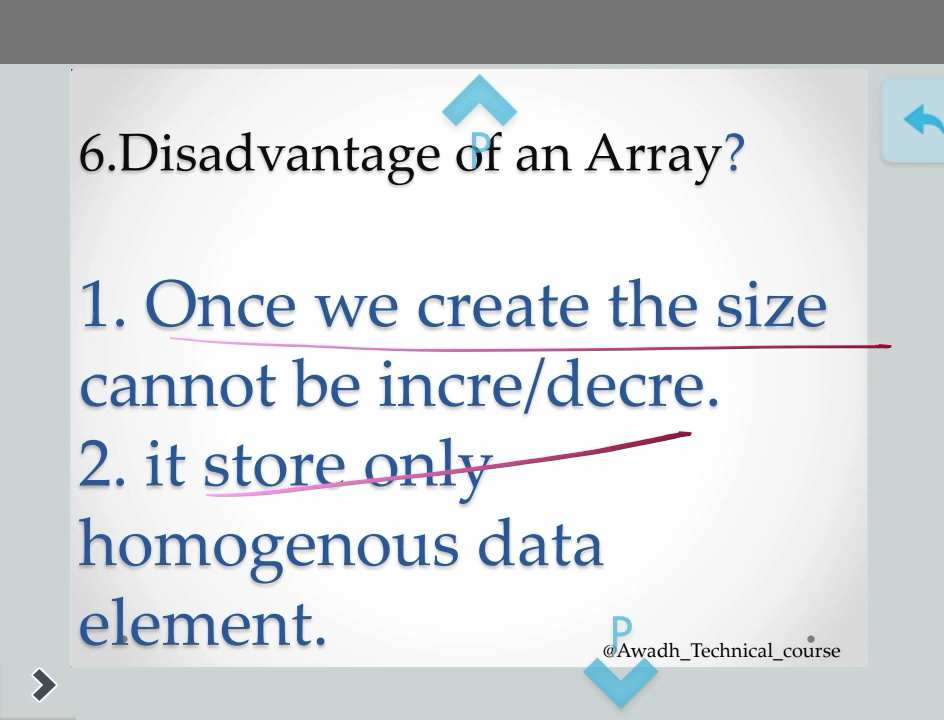 P
6.Disadvantage of an Array?
1. Once we create the size
cannot be incre/decre.
2. it store only
homogenous data
element.
P
@Awadh_Technical_course